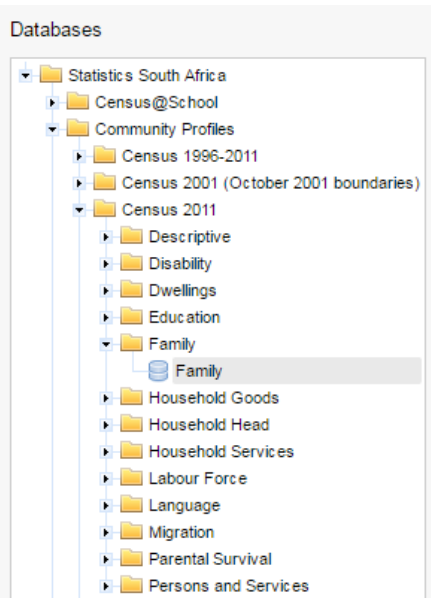 Databases
Statistics South Africa
Census@School
Community Profiles
Census 1996-2011
Census 2001 (October 2001 boundaries)
Census 2011
Descriptive
Disability
Dwellings
Education
Family
Family
Household Goods
Household Head
Household Services
Labour Force
Language
Migration
Parental Survival
Persons and Services